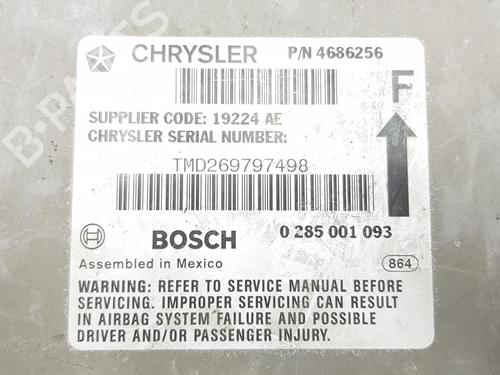 CHRYSLER P/N 4686256
F
SUPPLIER CODE: 19224 AE
CHRYSLER SERIAL NUMBER:
TMD269797498
BOSCH 0 285 001 093
Assembled in Mexico 864
WARNING: REFER TO SERVICE MANUAL BEFORE
SERVICING. IMPROPER SERVICING CAN RESULT
IN AIRBAG SYSTEM FAILURE AND POSSIBLE
DRIVER AND/OR PASSENGER INJURY.
B-PARTS